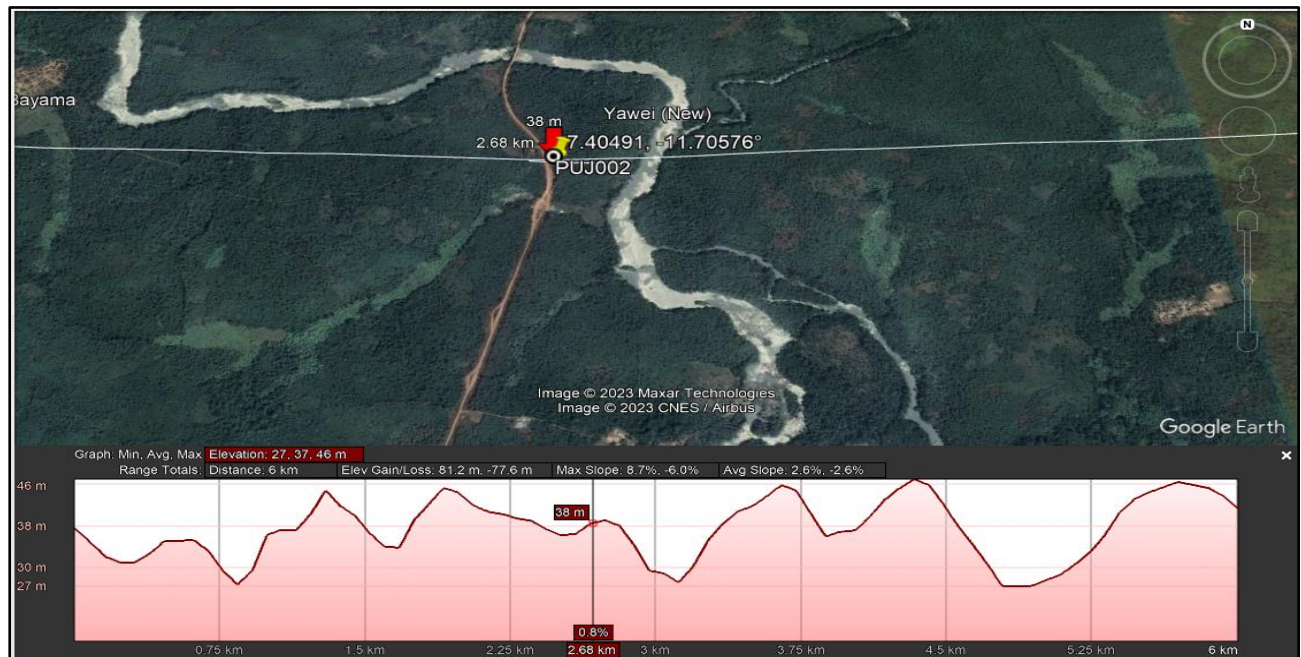 N
Bayama
Yawei (New)
38 m
2.68 km
7.40491, -11.70576°
PUJ002
Image © 2023 Maxar Technologies
Image © 2023 CNES / Airbus
Google Earth
Graph: Min, Avg, Max Elevation: 27, 37, 46 m
Range Totals: Distance: 6 km Elev Gain/Loss: 81.2 m, -77.6 m Max Slope: 8.7%, -6.0% Avg Slope: 2.6%, -2.6%
46 m
38 m
38 m
30 m
27 m
0.8%
0.75 km 1.5 km 2.25 km 2.68 km 3 km 3.75 km 4.5 km 5.25 km 6 km